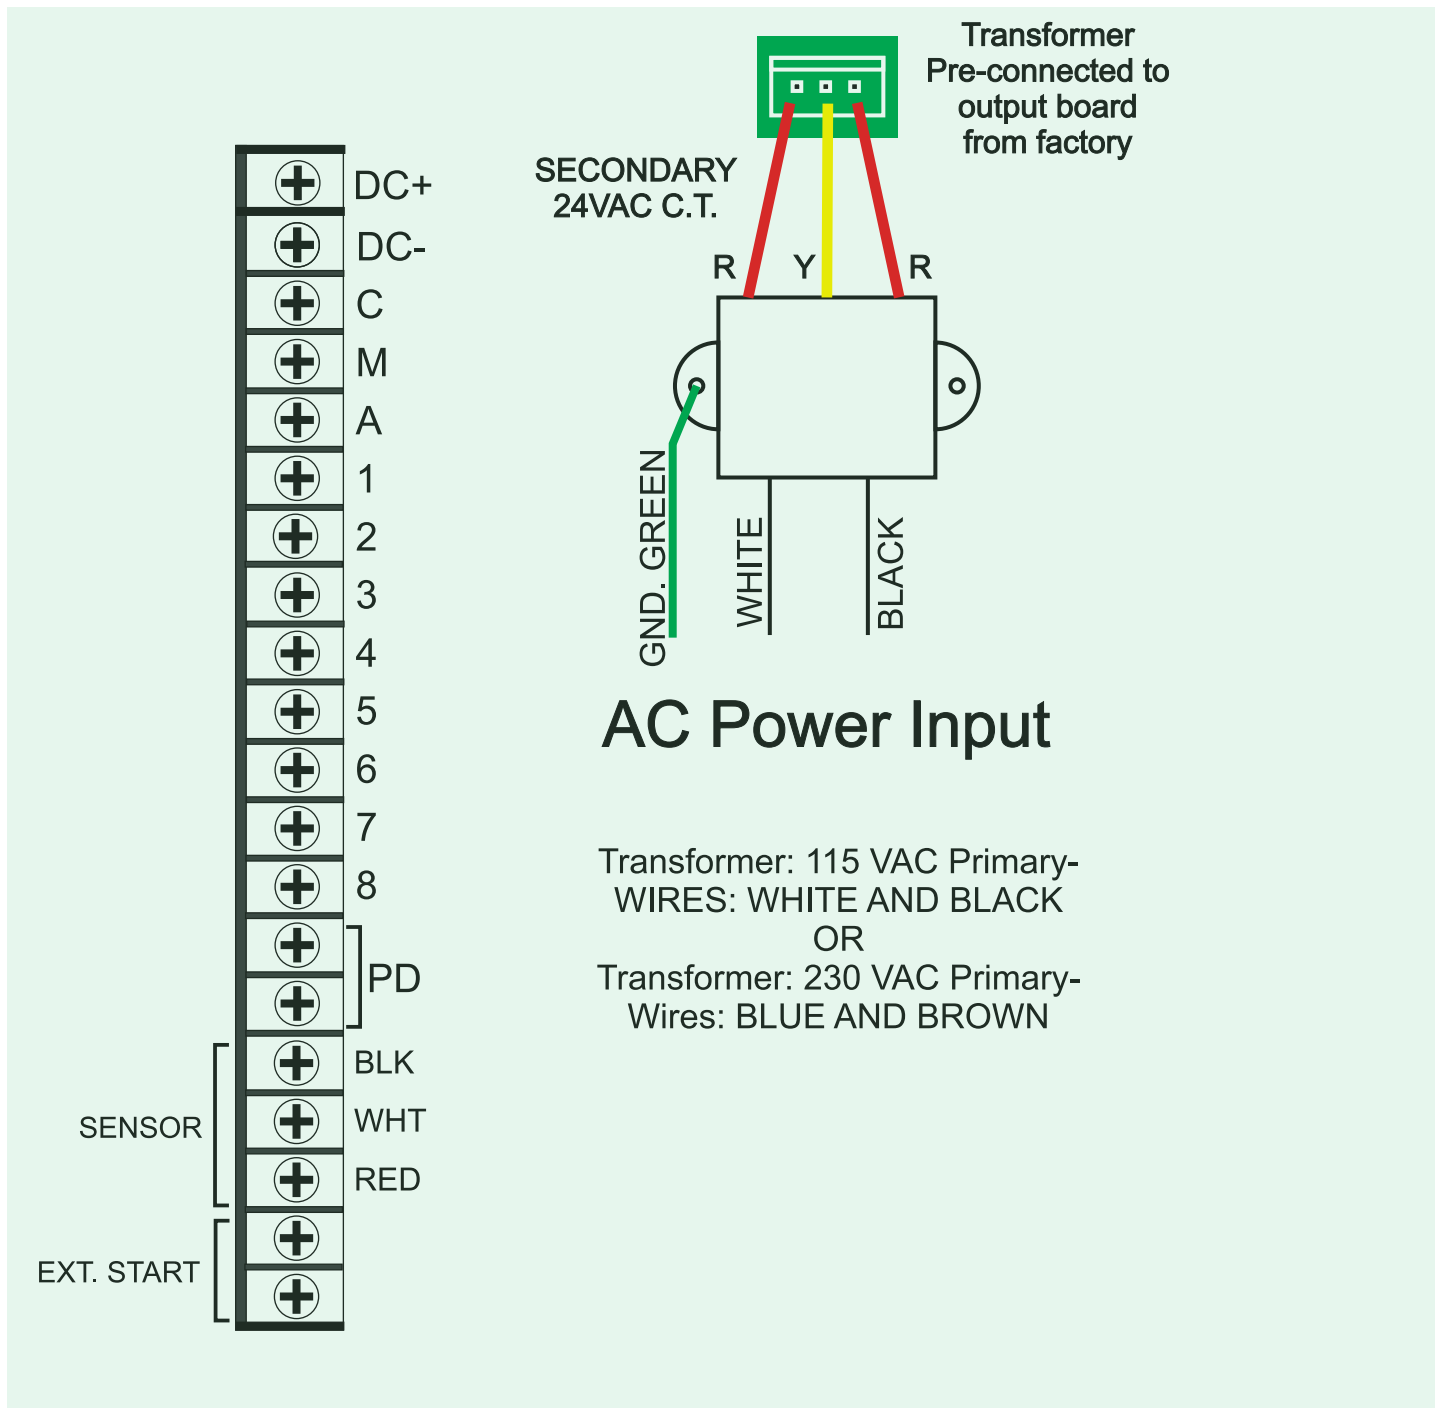 DC+
DC-
C
M
A
1
2
3
4
5
6
7
8
PD
SENSOR
BLK
WHT
RED
EXT. START
Transformer
Pre-connected to
output board
from factory
SECONDARY
24VAC C.T.
R Y R
GND. GREEN
WHITE
BLACK
AC Power Input
Transformer: 115 VAC Primary-
WIRES: WHITE AND BLACK
OR
Transformer: 230 VAC Primary-
Wires: BLUE AND BROWN